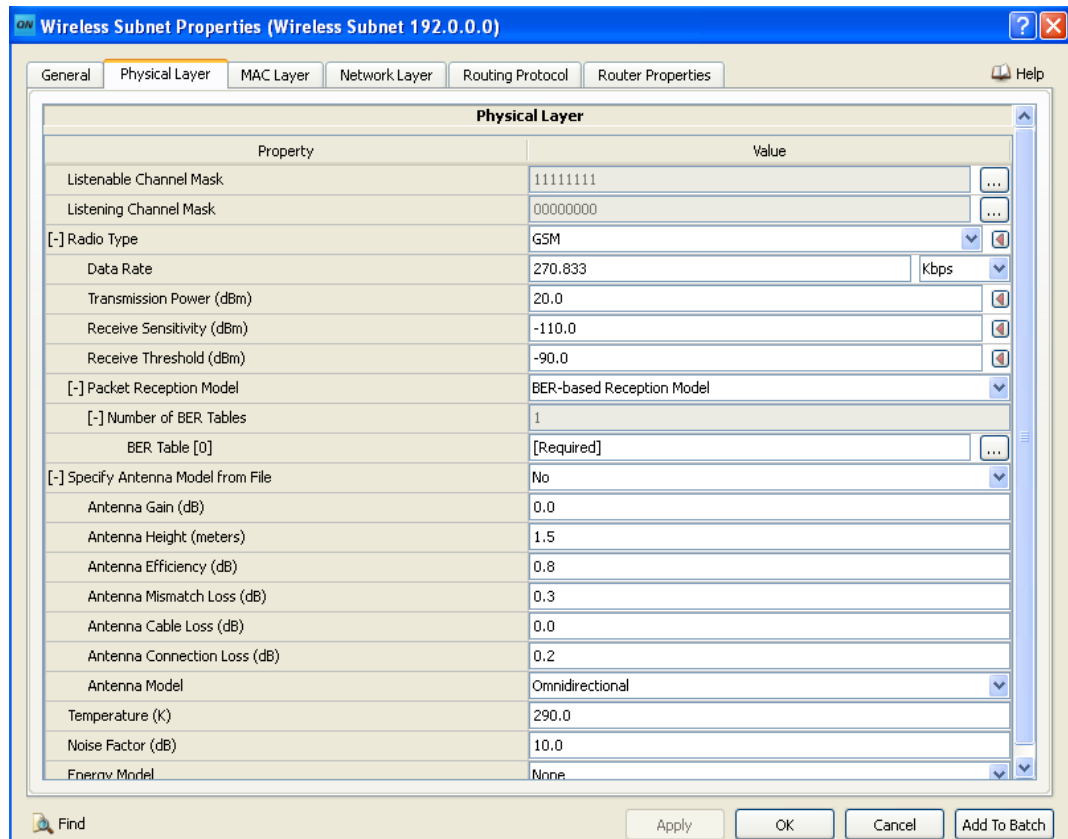 QN Wireless Subnet Properties (Wireless Subnet 192.0.0.0) ?
General Physical Layer MAC Layer Network Layer Routing Protocol Router Properties Help
Physical Layer
Property Value
Listenable Channel Mask 11111111 ...
Listening Channel Mask 00000000 ...
[-] Radio Type GSM
Data Rate 270.833 Kbps
Transmission Power (dBm) 20.0
Receive Sensitivity (dBm) -110.0
Receive Threshold (dBm) -90.0
[-] Packet Reception Model BER-based Reception Model
[-] Number of BER Tables 1
BER Table [0] [Required] ...
[-] Specify Antenna Model from File No
Antenna Gain (dB) 0.0
Antenna Height (meters) 1.5
Antenna Efficiency (dB) 0.8
Antenna Mismatch Loss (dB) 0.3
Antenna Cable Loss (dB) 0.0
Antenna Connection Loss (dB) 0.2
Antenna Model Omnidirectional
Temperature (K) 290.0
Noise Factor (dB) 10.0
Energy Model None
Find Apply OK Cancel Add To Batch